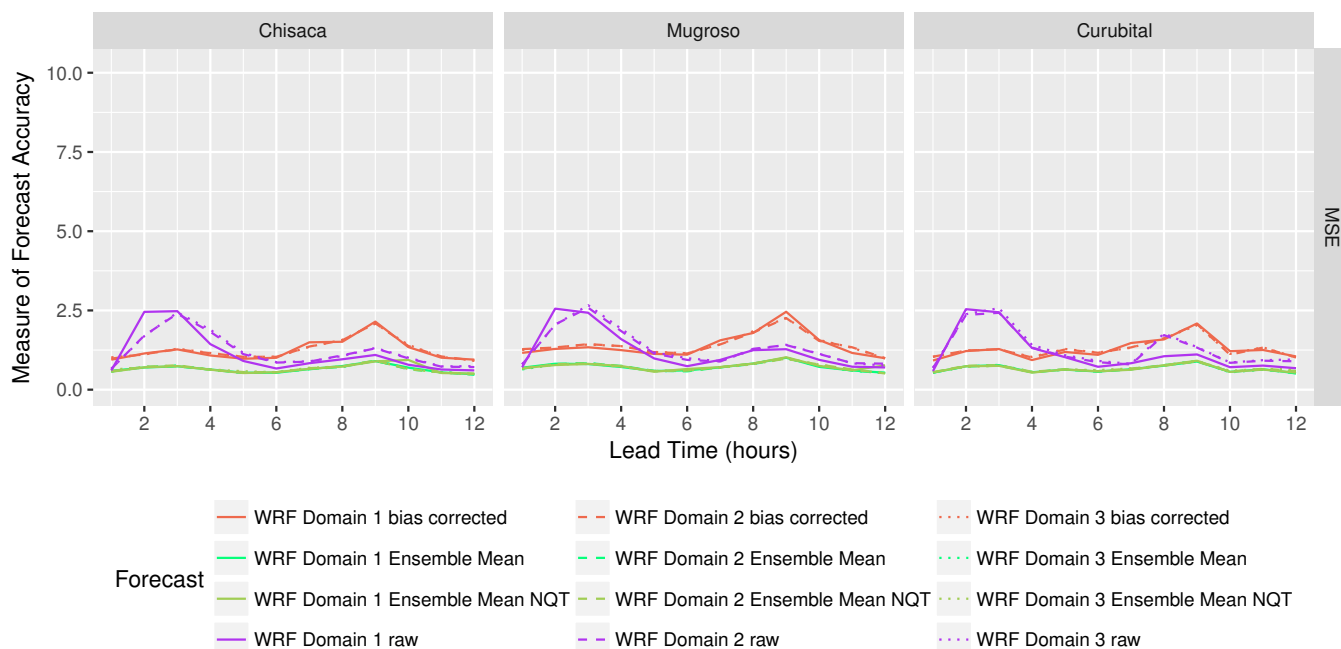 Chisaca
Mugroso
Curubital
Measure of Forecast Accuracy
10.0
7.5
5.0
2.5
0.0
MSE
2 4 6 8 10 12
2 4 6 8 10 12
2 4 6 8 10 12
Lead Time (hours)
Forecast
WRF Domain 1 bias corrected
WRF Domain 2 bias corrected
WRF Domain 3 bias corrected
WRF Domain 1 Ensemble Mean
WRF Domain 2 Ensemble Mean
WRF Domain 3 Ensemble Mean
WRF Domain 1 Ensemble Mean NQT
WRF Domain 2 Ensemble Mean NQT
WRF Domain 3 Ensemble Mean NQT
WRF Domain 1 raw
WRF Domain 2 raw
WRF Domain 3 raw